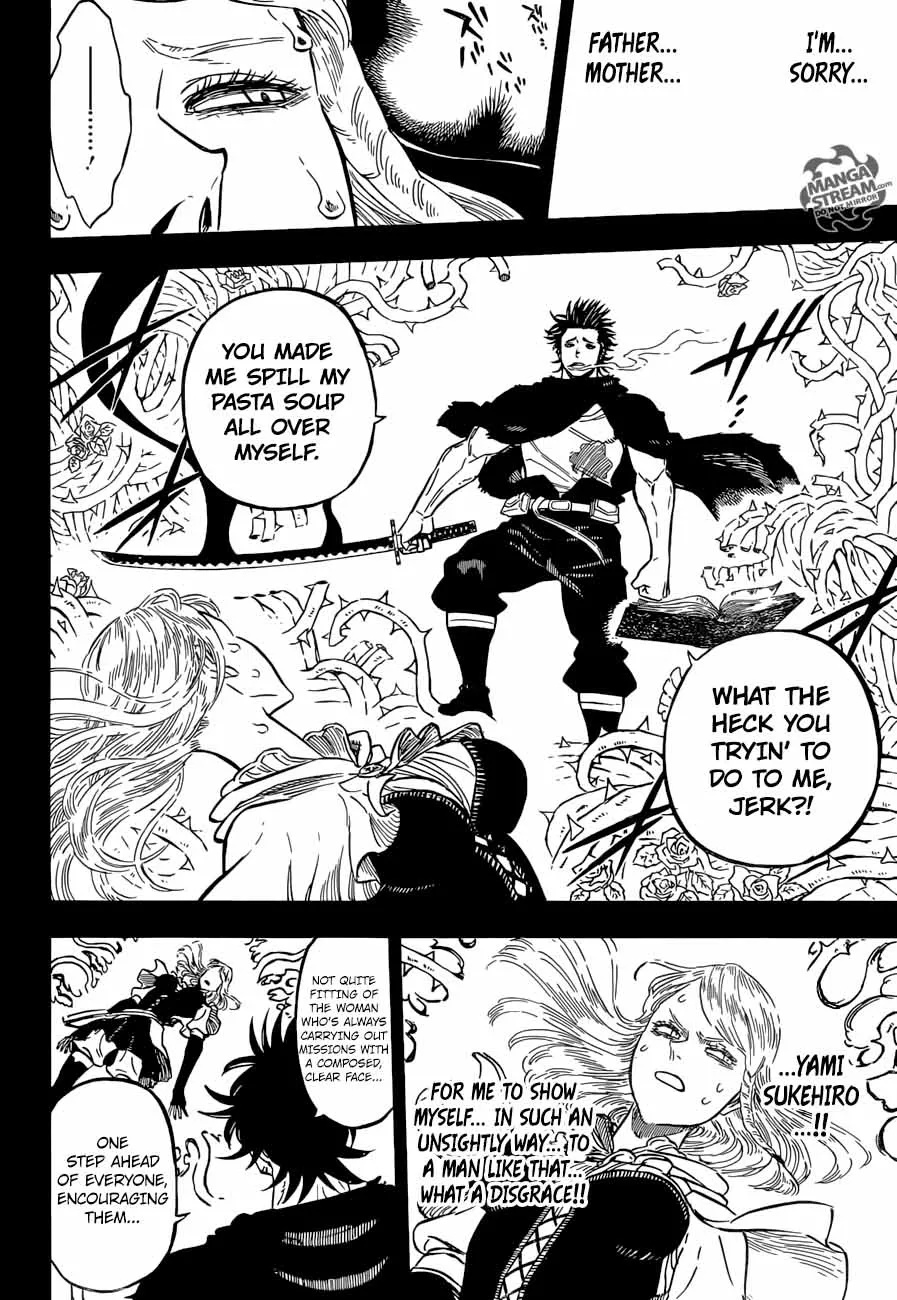 I'M...
SORRY...
FATHER...
MOTHER...
MANGA
STREAM.com
DO NOT MIRROR
..........
WHAT THE
HECK YOU
TRYIN' TO
DO TO ME,
JERK?!
YOU MADE
ME SPILL MY
PASTA SOUP
ALL OVER
MYSELF.
...YAMI
SUKEHIRO
...!!
FOR ME TO SHOW
MYSELF... IN SUCH AN
UNSIGHTLY WAY... TO
A MAN LIKE THAT...
WHAT A DISGRACE!!
NOT QUITE
FITTING OF
THE WOMAN
WHO'S ALWAYS
CARRYING OUT
MISSIONS WITH
A COMPOSED,
CLEAR FACE...
ONE
STEP AHEAD
OF EVERYONE,
ENCOURAGING
THEM...